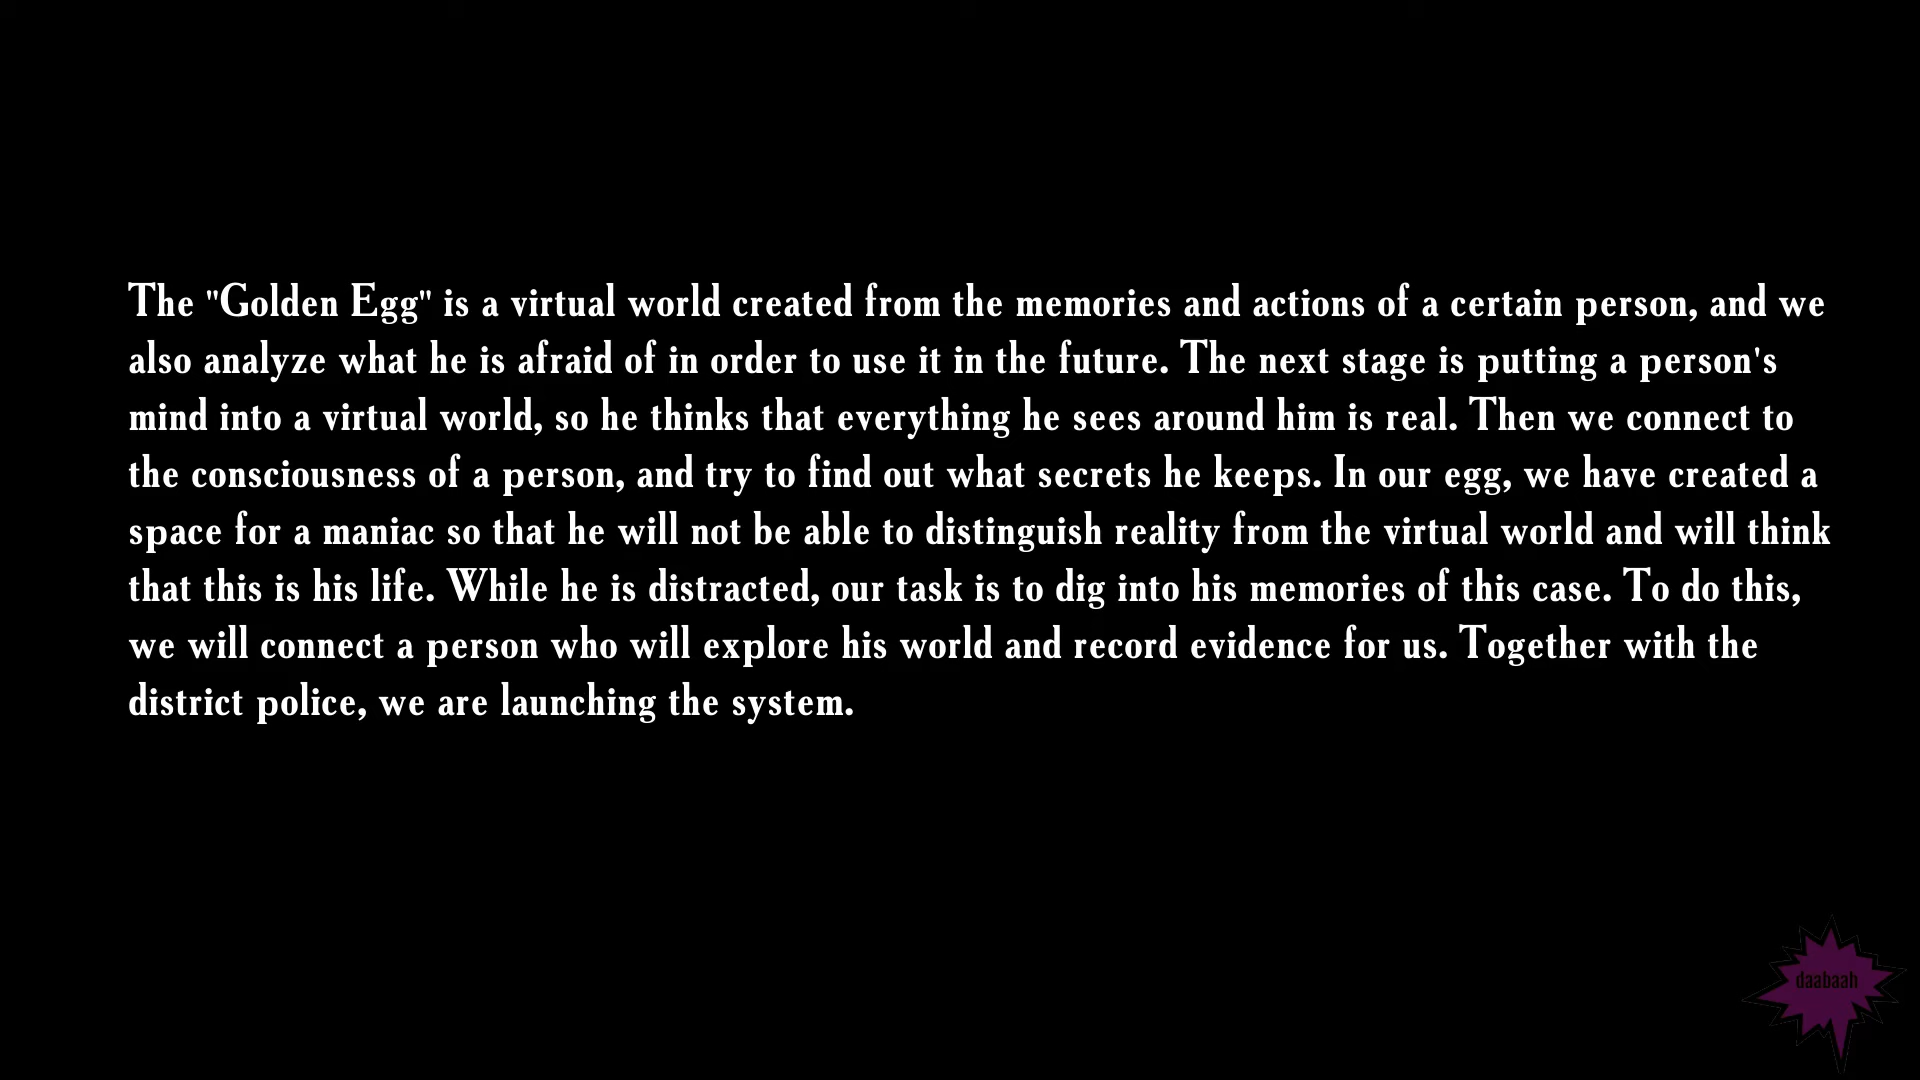 The "Golden Egg" is a virtual world created from the memories and actions of a certain person, and we
also analyze what he is afraid of in order to use it in the future. The next stage is putting a person's
mind into a virtual world, so he thinks that everything he sees around him is real. Then we connect to
the consciousness of a person, and try to find out what secrets he keeps. In our egg, we have created a
space for a maniac so that he will not be able to distinguish reality from the virtual world and will think
that this is his life. While he is distracted, our task is to dig into his memories of this case. To do this,
we will connect a person who will explore his world and record evidence for us. Together with the
district police, we are launching the system.
daabaah